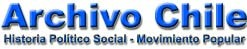 Archivo Chile
Historia Político Social - Movimiento Popular